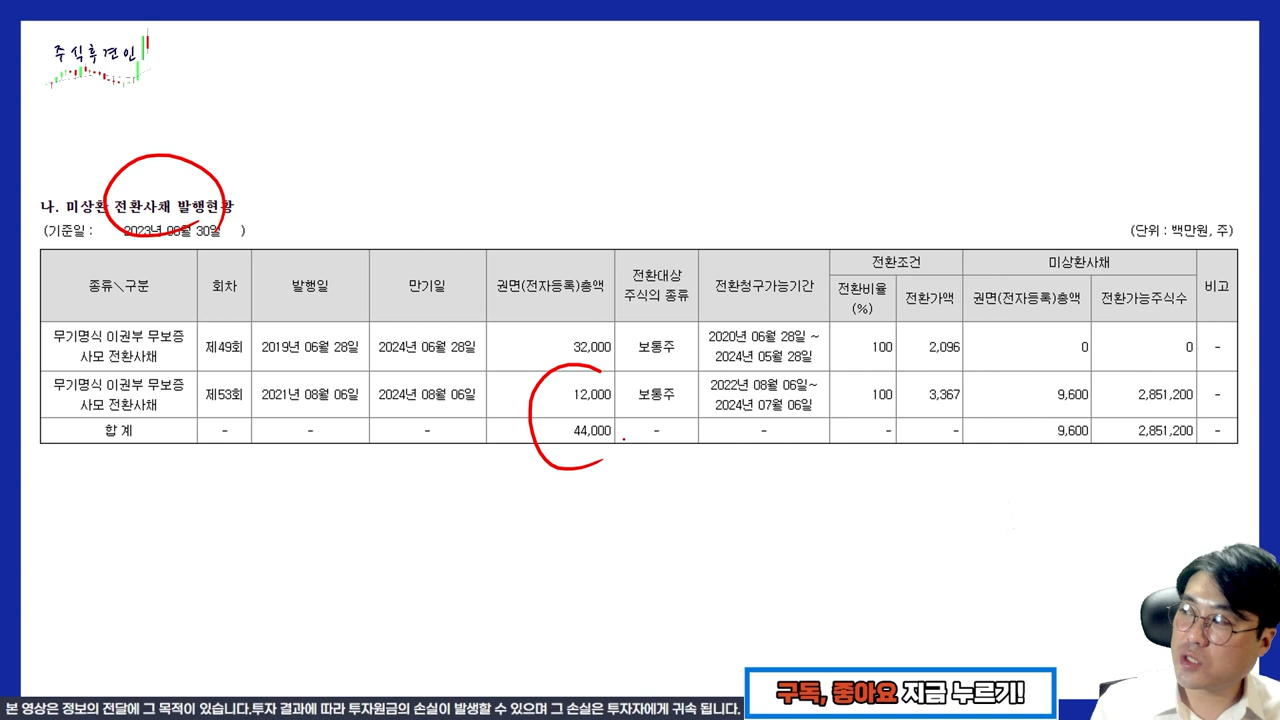 주식후견인
나. 미상환 전환사채 발행현황
(기준일 : 2023년 06월 30일 )
(단위 : 백만원, 주)
종류\구분 회차 발행일 만기일 권면(전자등록)총액 전환대상 주식의 종류 전환청구가능기간 전환조건 미상환사채 비고
전환비율 (%) 전환가액 권면(전자등록)총액 전환가능주식수
무기명식 이권부 무보증 사모 전환사채 제49회 2019년 06월 28일 2024년 06월 28일 32,000 보통주 2020년 06월 28일 ~ 2024년 05월 28일 100 2,096 0 0 -
무기명식 이권부 무보증 사모 전환사채 제53회 2021년 08월 06일 2024년 08월 06일 12,000 보통주 2022년 08월 06일~ 2024년 07월 06일 100 3,367 9,600 2,851,200 -
합 계 - - - 44,000 - - - - 9,600 2,851,200 -
구독, 좋아요 지금 누르기!
본 영상은 정보의 전달에 그 목적이 있습니다.투자 결과에 따라 투자원금의 손실이 발생할 수 있으며 그 손실은 투자자에게 귀속 됩니다.